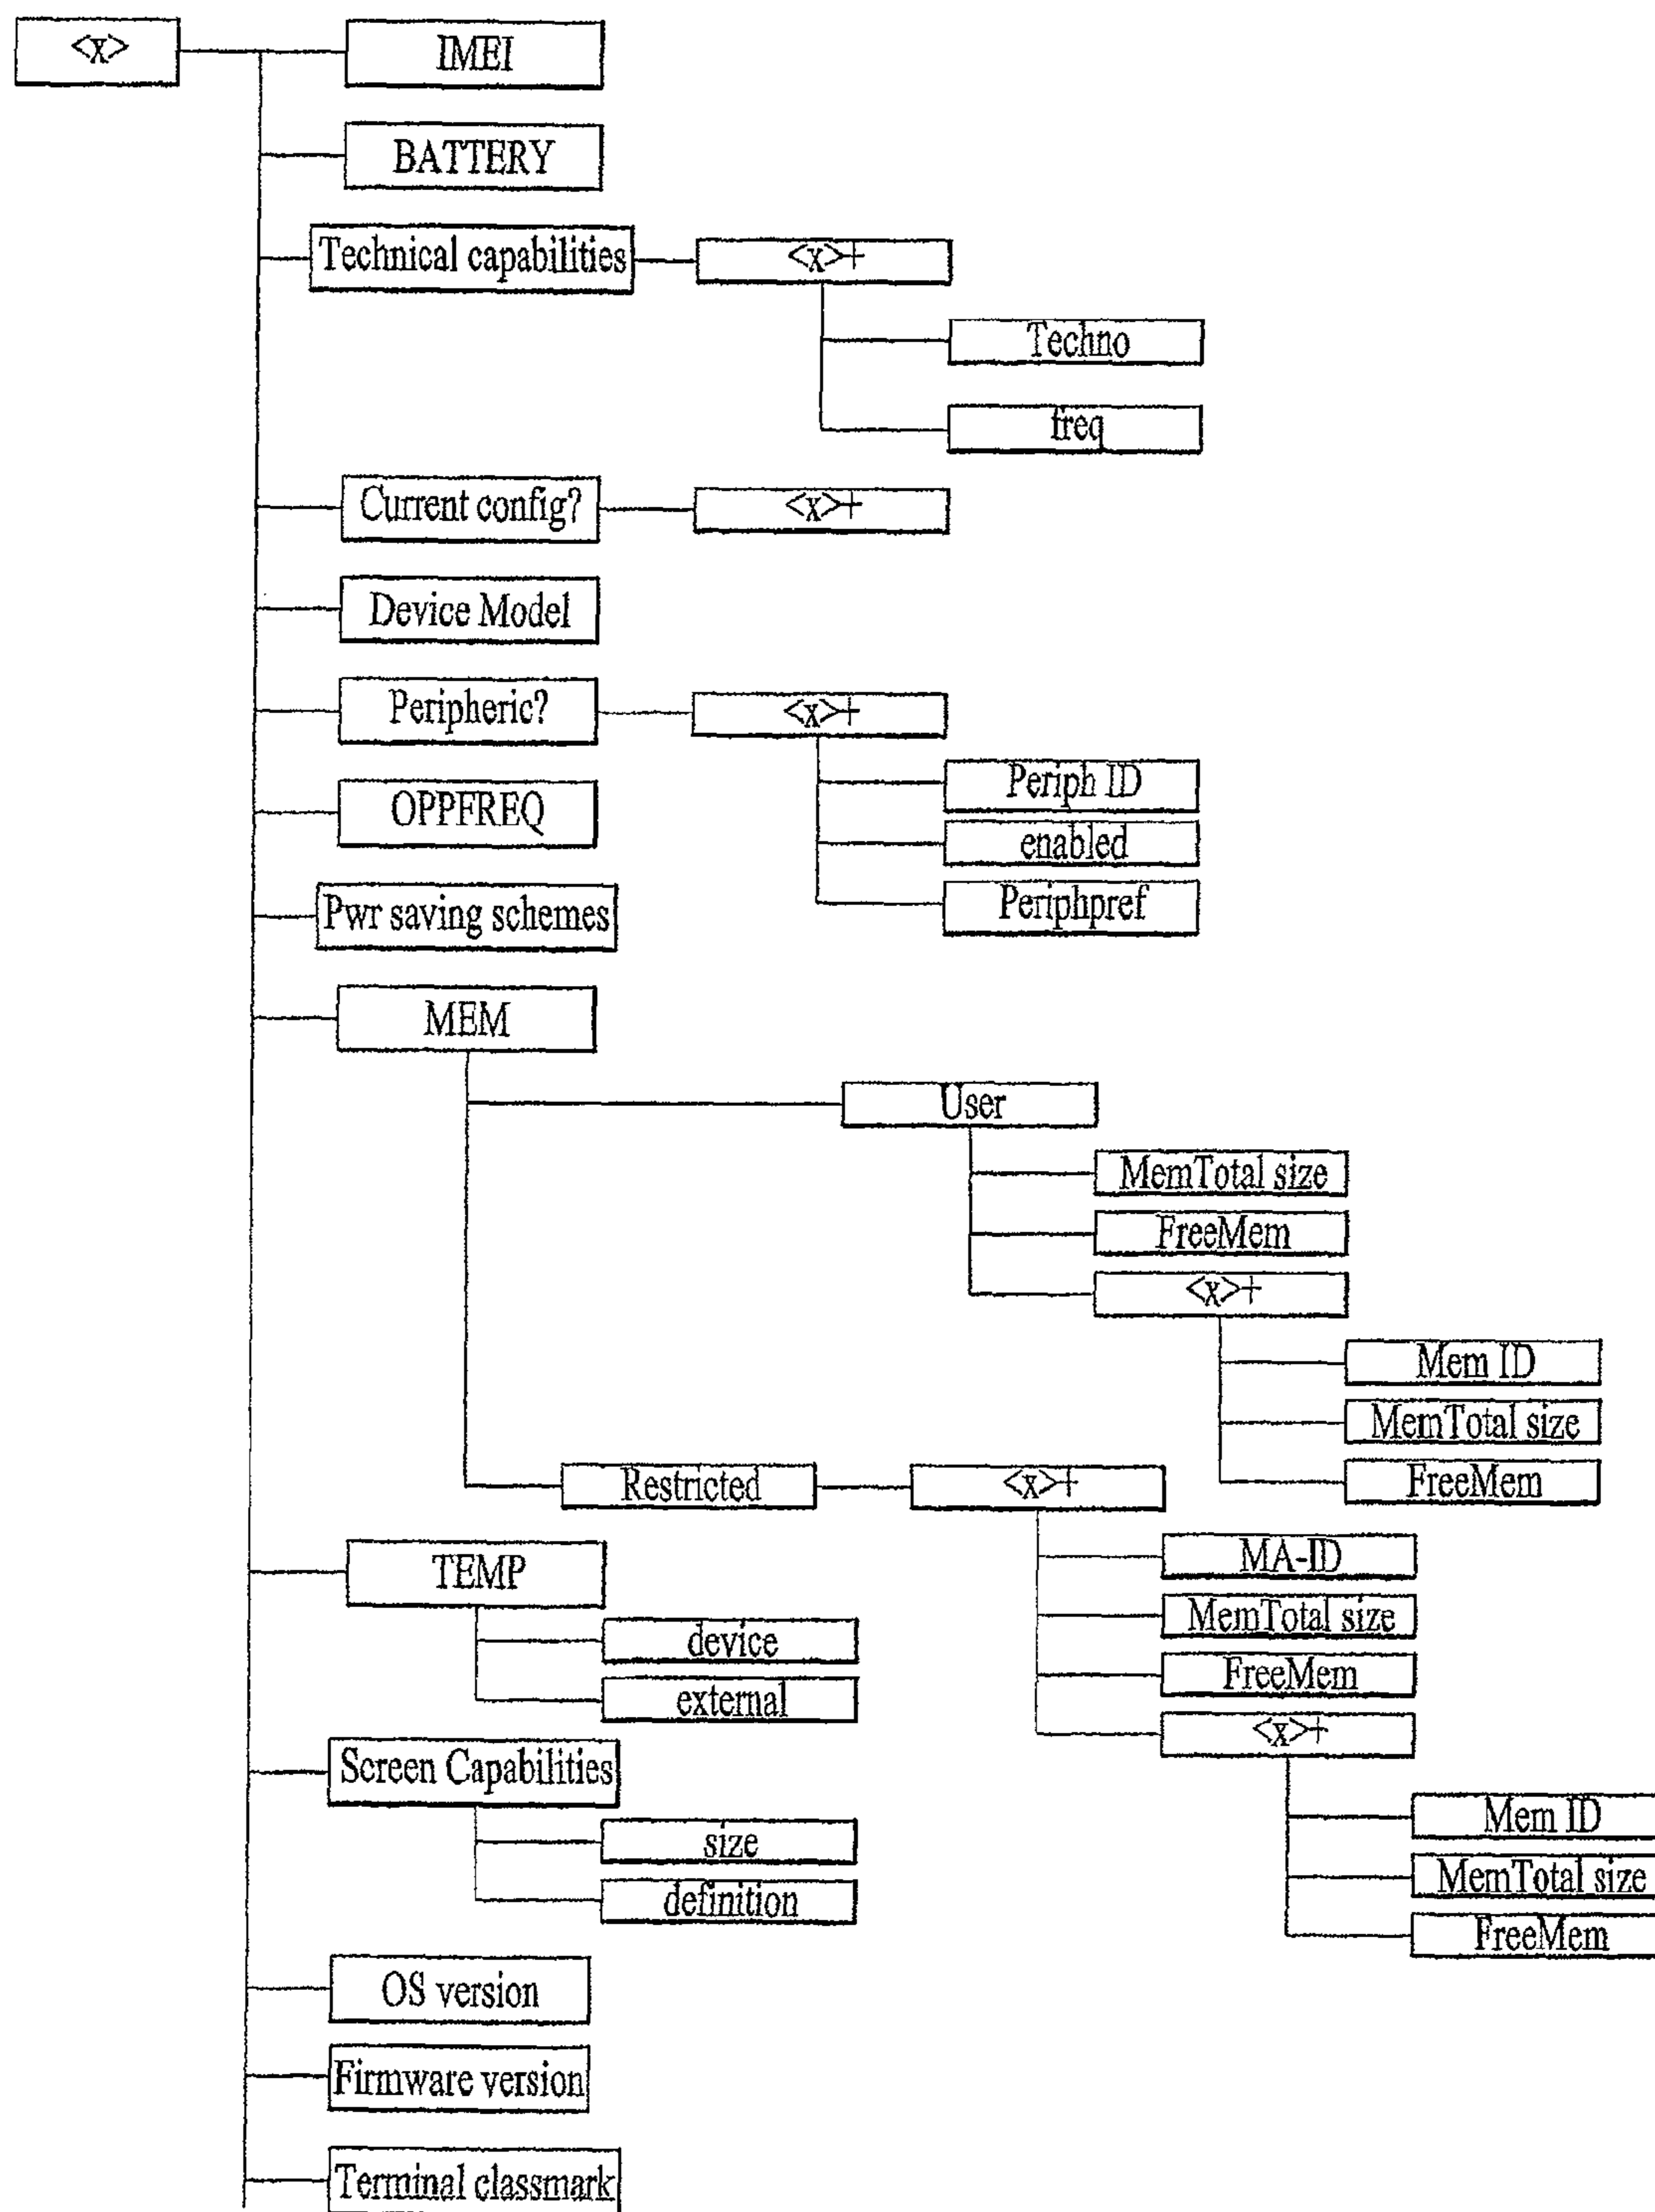 <x>
IMEI
BATTERY
Technical capabilities
<x>+
Techno
freq
Current config?
<x>+
Device Model
Peripheric?
<x>+
Periph ID
OPPFREQ
enabled
Periphpref
Pwr saving schemes
MEM
User
MemTotal size
FreeMem
<x>+
Mem ID
MemTotal size
FreeMem
Restricted
<x>+
MA-ID
MemTotal size
FreeMem
<x>+
Mem ID
MemTotal size
FreeMem
TEMP
device
external
Screen Capabilities
size
definition
OS version
Firmware version
Terminal classmark